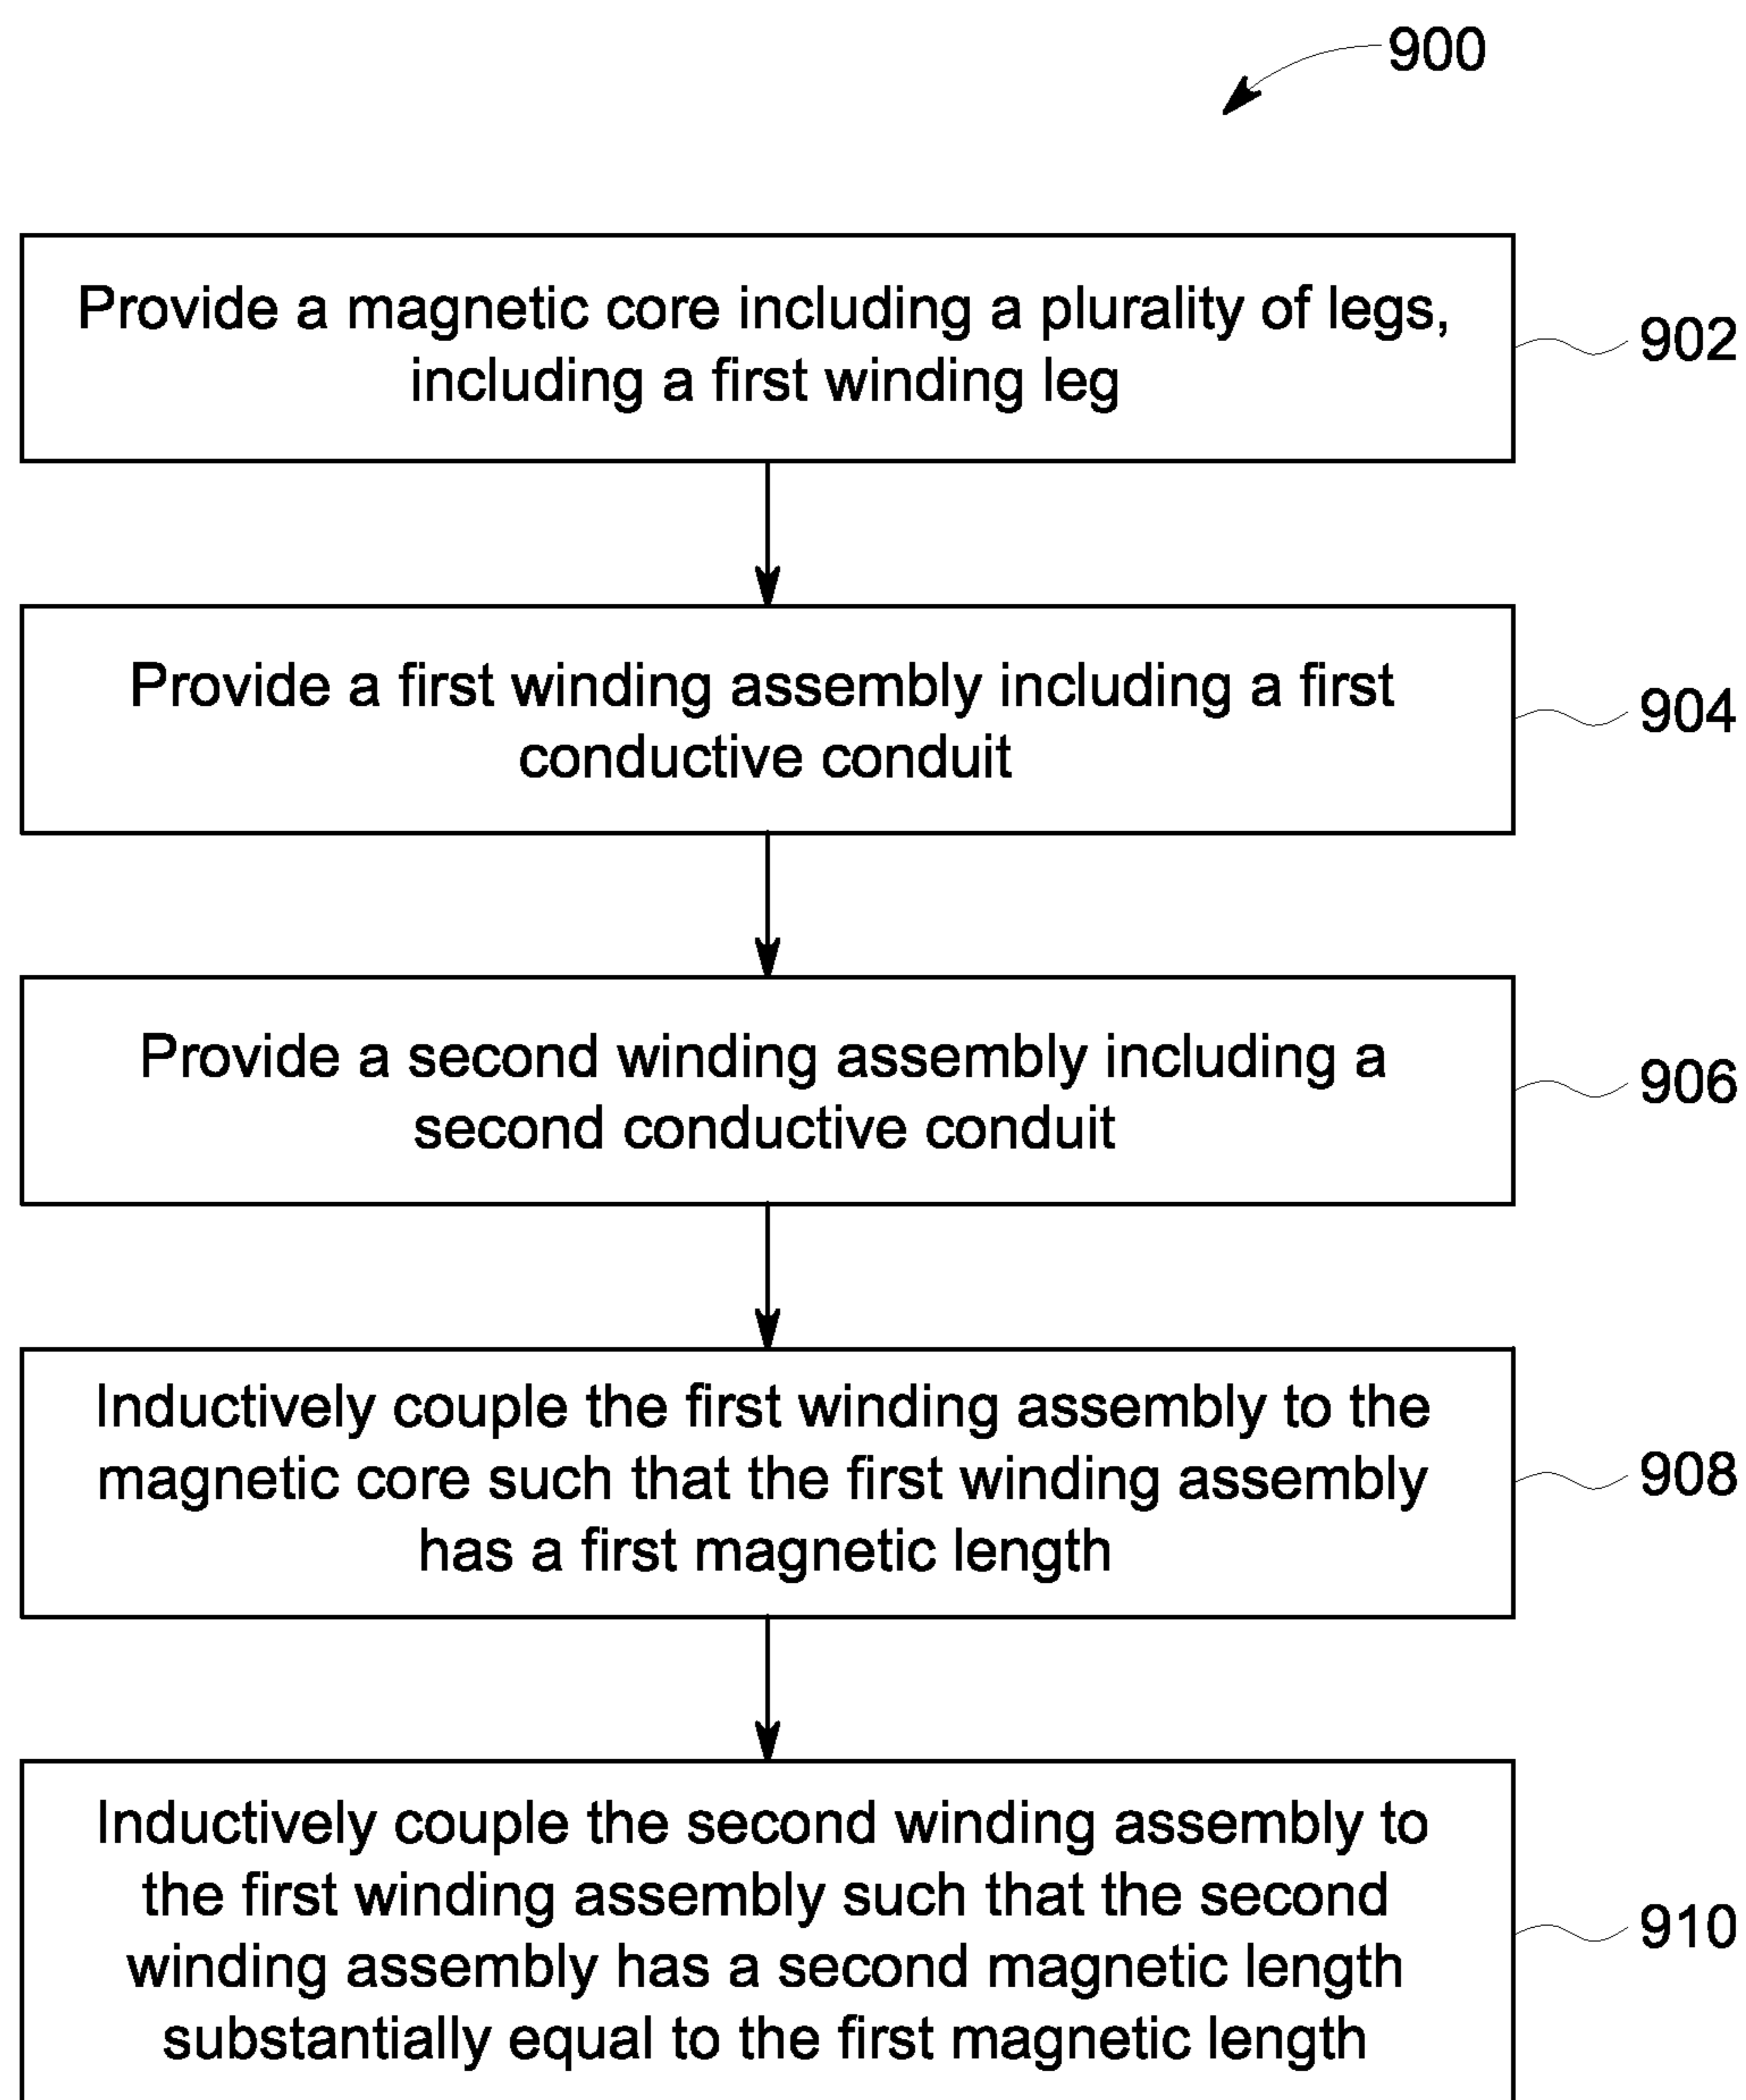 900
Provide a magnetic core including a plurality of legs,
including a first winding leg
902
Provide a first winding assembly including a first
conductive conduit
904
Provide a second winding assembly including a
second conductive conduit
906
Inductively couple the first winding assembly to the
magnetic core such that the first winding assembly
has a first magnetic length
908
Inductively couple the second winding assembly to
the first winding assembly such that the second
winding assembly has a second magnetic length
substantially equal to the first magnetic length
910